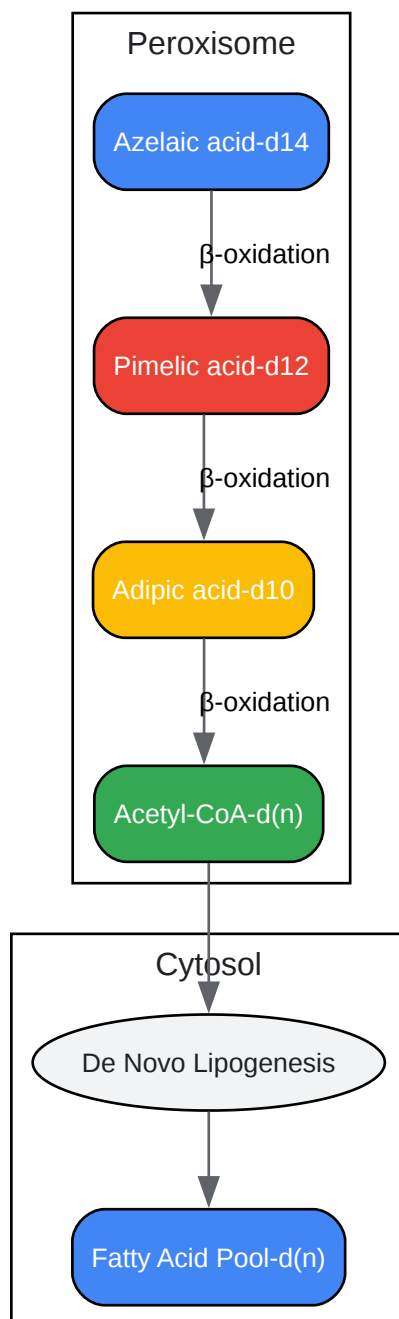 Peroxisome
Azelaic acid-d14
β-oxidation
Pimelic acid-d12
β-oxidation
Adipic acid-d10
β-oxidation
Acetyl-CoA-d(n)
Cytosol
De Novo Lipogenesis
Fatty Acid Pool-d(n)